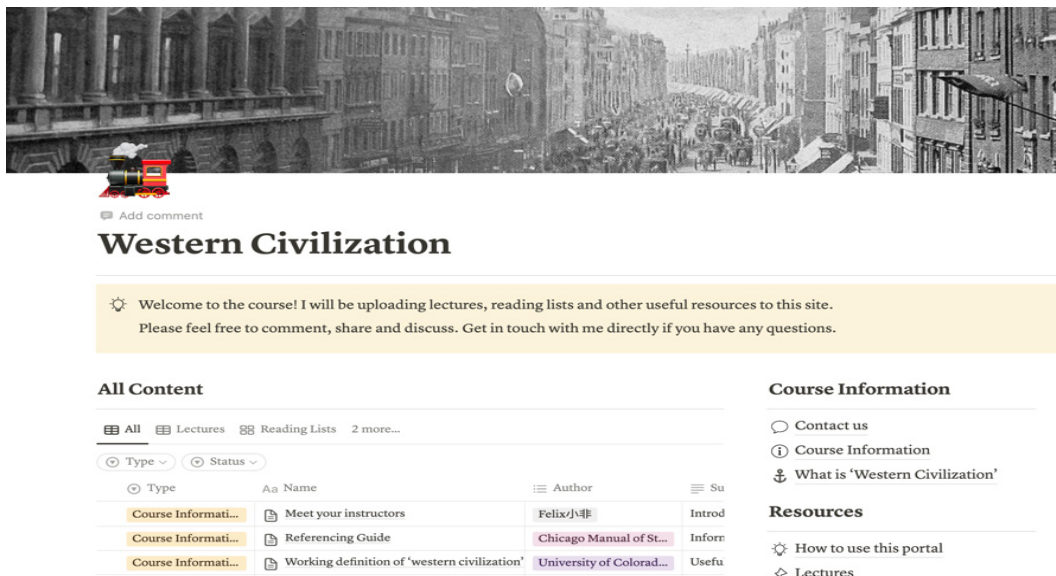 Add comment
Western Civilization
Welcome to the course! I will be uploading lectures, reading lists and other useful resources to this site.
Please feel free to comment, share and discuss. Get in touch with me directly if you have any questions.
All Content
All Lectures Reading Lists 2 more...
Type Status
Type Aa Name Author Su
Course Informati... Meet your instructors Felix小非 Introd
Course Informati... Referencing Guide Chicago Manual of St... Inform
Course Informati... Working definition of ‘western civilization’ University of Colorad... Useful
Course Information
Contact us
Course Information
What is ‘Western Civilization’
Resources
How to use this portal
Lectures